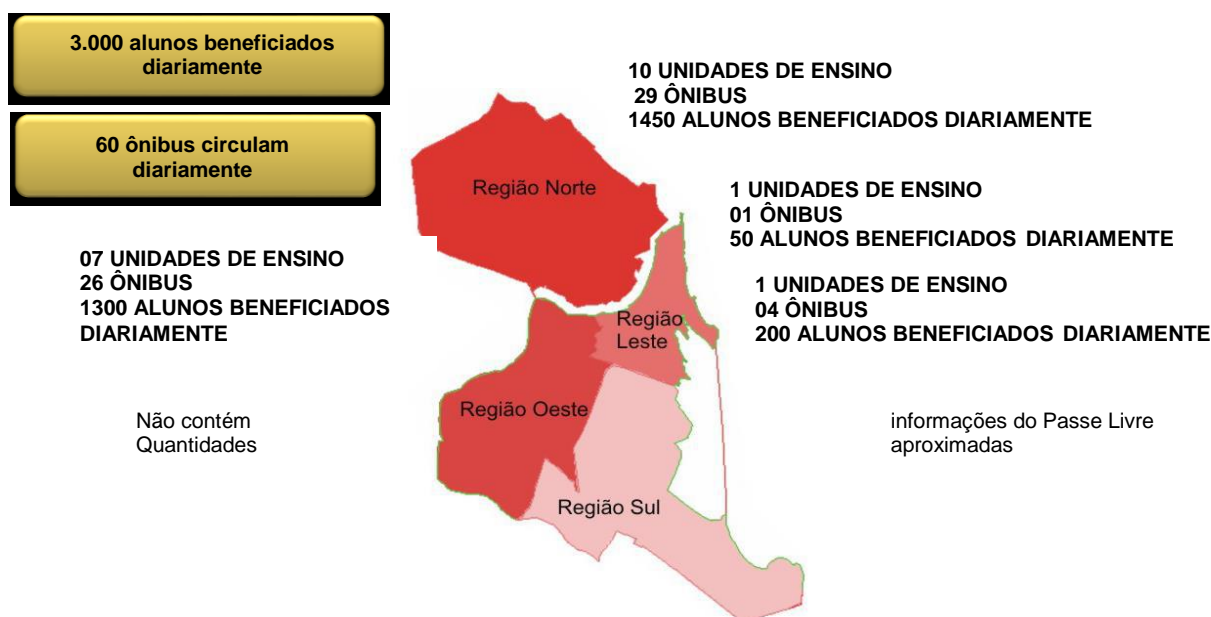 3.000 alunos beneficiados
diariamente
60 ônibus circulam
diariamente
10 UNIDADES DE ENSINO
29 ÔNIBUS
1450 ALUNOS BENEFICIADOS DIARIAMENTE
Região Norte
1 UNIDADES DE ENSINO
01 ÔNIBUS
50 ALUNOS BENEFICIADOS DIARIAMENTE
07 UNIDADES DE ENSINO
26 ÔNIBUS
1300 ALUNOS BENEFICIADOS
DIARIAMENTE
1 UNIDADES DE ENSINO
04 ÔNIBUS
200 ALUNOS BENEFICIADOS DIARIAMENTE
Região
Leste
Região Oeste
Região Sul
Não contém
Quantidades
informações do Passe Livre
aproximadas